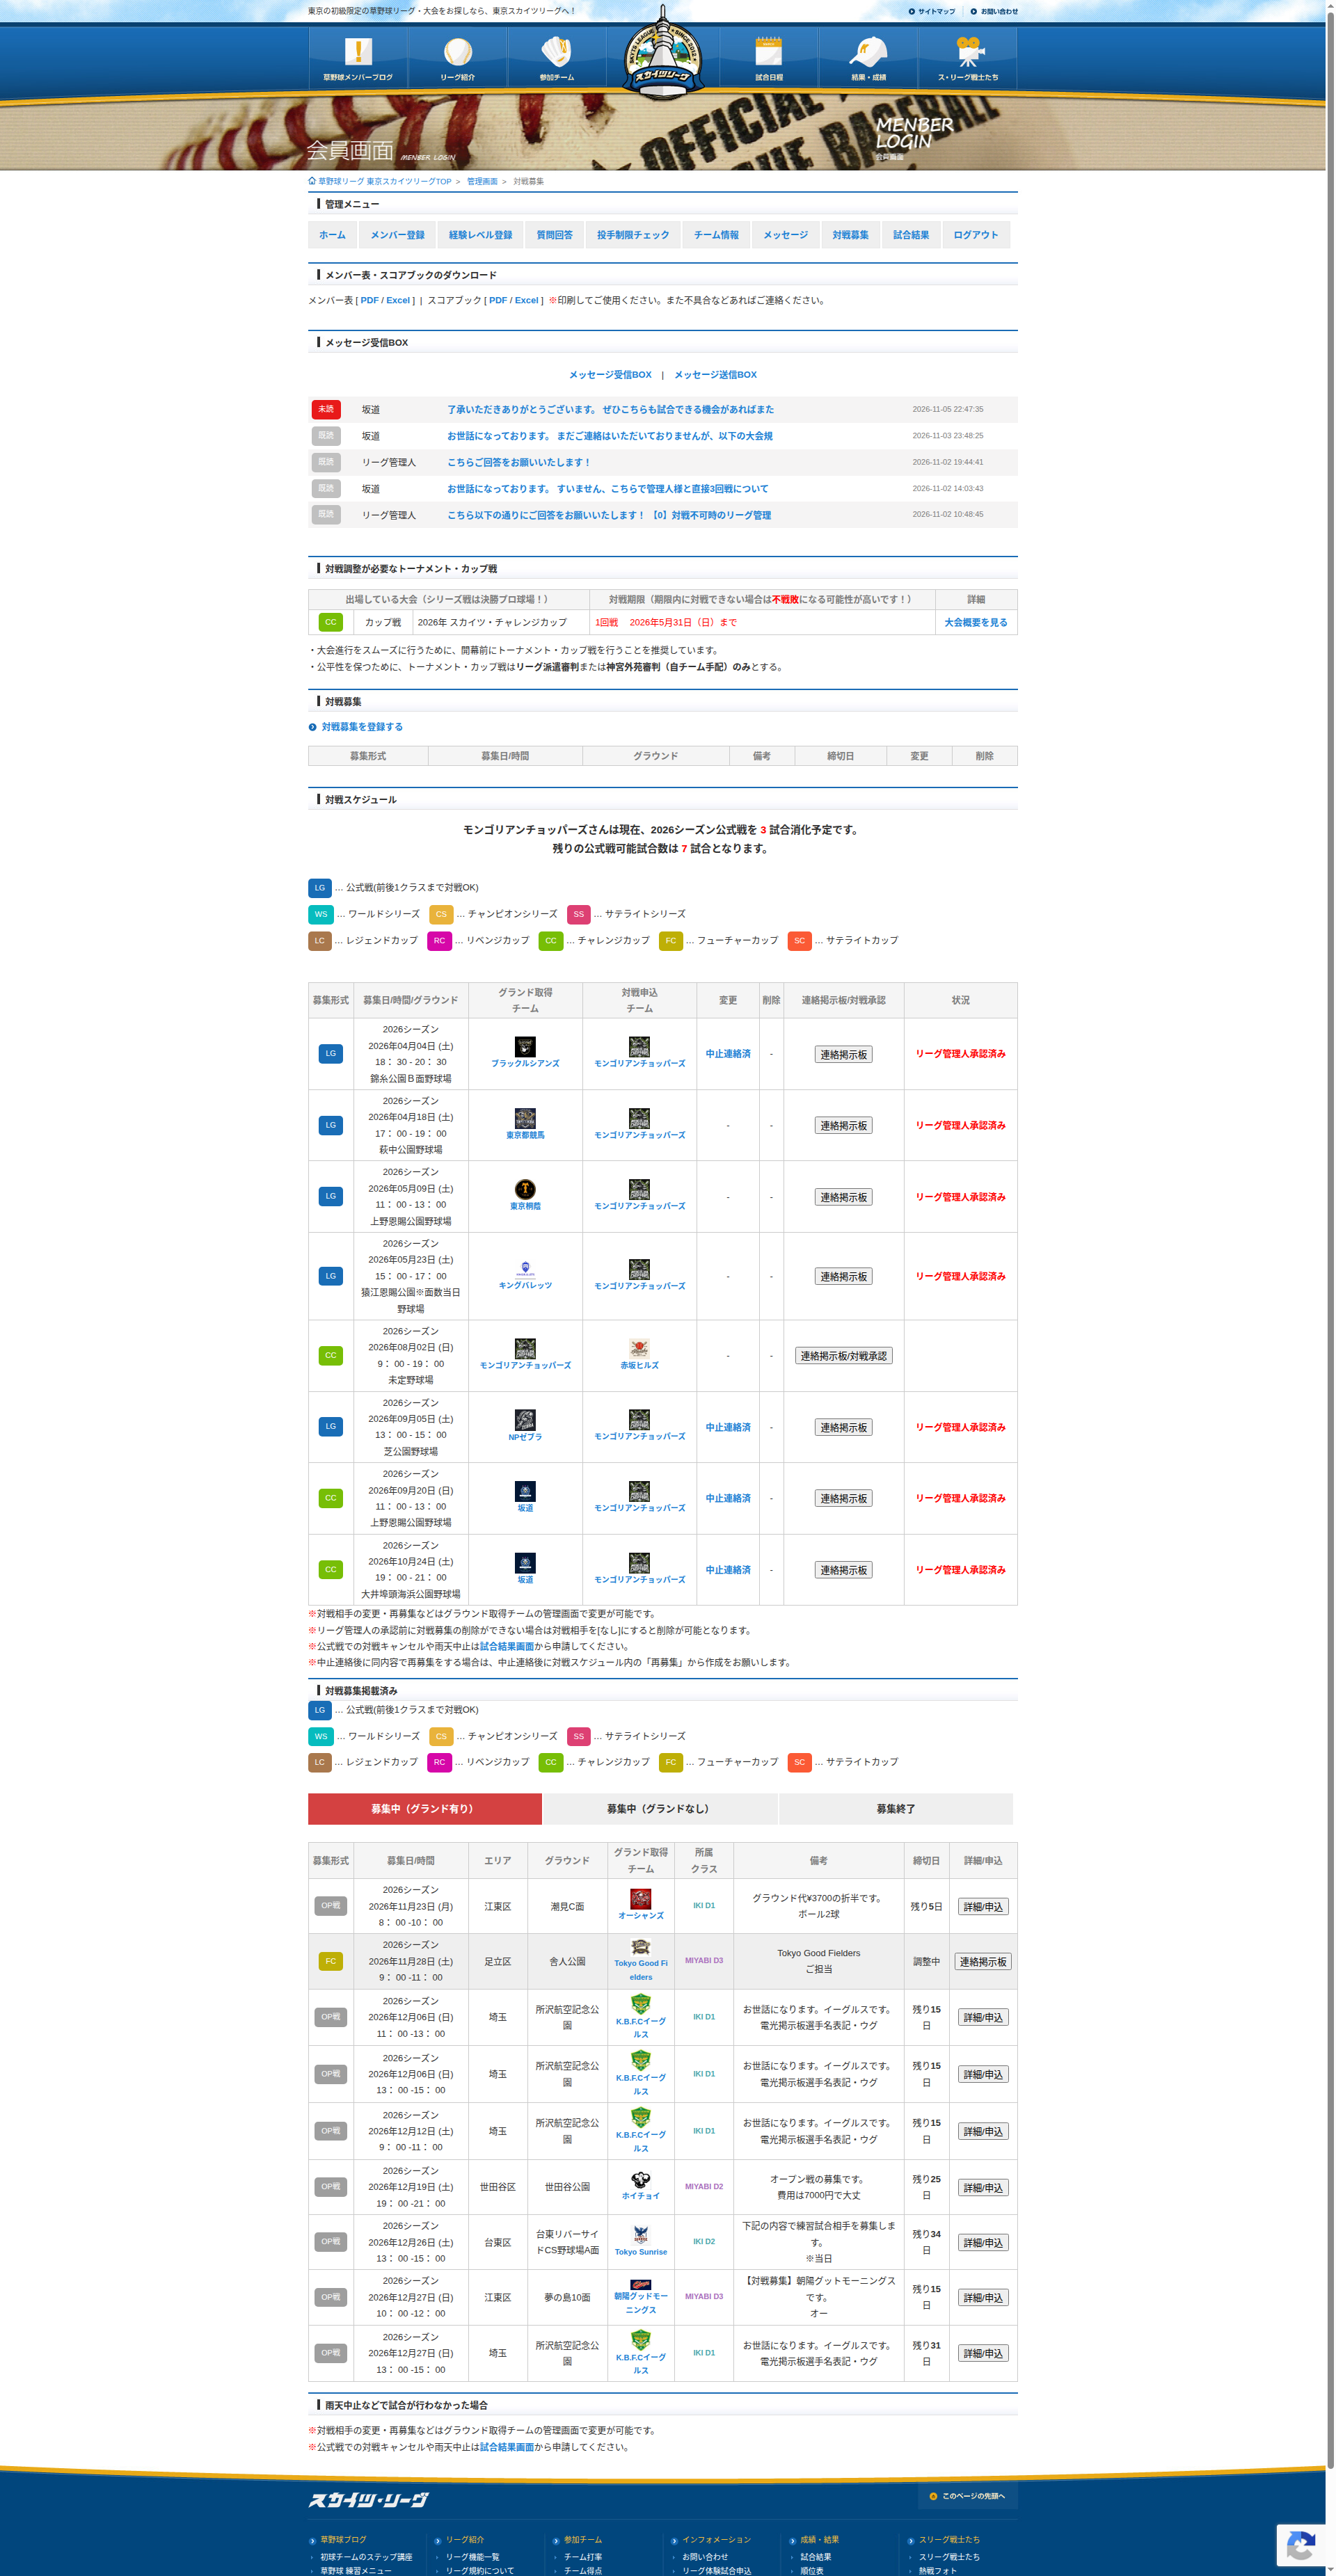 東京の初級限定の草野球リーグ・大会をお探しなら、東京スカイツリーグへ！
サイトマップ
お問い合わせ
草野球メンバーブログ
リーグ紹介
参加チーム
スカイツリーグ
試合日程
結果・成績
ス・リーグ戦士たち
会員画面 MENBER LOGIN
MENBER LOGIN
会員画面
草野球リーグ 東京スカイツリーグTOP > 管理画面 > 対戦募集
管理メニュー
ホーム メンバー登録 経験レベル登録 質問回答 投手制限チェック チーム情報 メッセージ 対戦募集 試合結果 ログアウト
メンバー表・スコアブックのダウンロード
メンバー表 [ PDF / Excel ] | スコアブック [ PDF / Excel ] ※印刷してご使用ください。また不具合などあればご連絡ください。
メッセージ受信BOX
メッセージ受信BOX | メッセージ送信BOX
未読 坂道 了承いただきありがとうございます。 ぜひこちらも試合できる機会があればまた 2026-11-05 22:47:35
既読 坂道 お世話になっております。 まだご連絡はいただいておりませんが、以下の大会規 2026-11-03 23:48:25
既読 リーグ管理人 こちらご回答をお願いいたします！ 2026-11-02 19:44:41
既読 坂道 お世話になっております。 すいません、こちらで管理人様と直接3回戦について 2026-11-02 14:03:43
既読 リーグ管理人 こちら以下の通りにご回答をお願いいたします！ 【0】対戦不可時のリーグ管理 2026-11-02 10:48:45
対戦調整が必要なトーナメント・カップ戦
出場している大会（シリーズ戦は決勝プロ球場！） 対戦期限（期限内に対戦できない場合は不戦敗になる可能性が高いです！） 詳細
CC カップ戦 2026年 スカイツ・チャレンジカップ 1回戦 2026年5月31日（日）まで 大会概要を見る
・大会進行をスムーズに行うために、開幕前にトーナメント・カップ戦を行うことを推奨しています。
・公平性を保つために、トーナメント・カップ戦はリーグ派遣審判または神宮外苑審判（自チーム手配）のみとする。
対戦募集
対戦募集を登録する
募集形式 募集日/時間 グラウンド 備考 締切日 変更 削除
対戦スケジュール
モンゴリアンチョッパーズさんは現在、2026シーズン公式戦を 3 試合消化予定です。
残りの公式戦可能試合数は 7 試合となります。
LG … 公式戦(前後1クラスまで対戦OK)
WS … ワールドシリーズ CS … チャンピオンシリーズ SS … サテライトシリーズ
LC … レジェンドカップ RC … リベンジカップ CC … チャレンジカップ FC … フューチャーカップ SC … サテライトカップ
募集形式 募集日/時間/グラウンド グランド取得チーム 対戦申込チーム 変更 削除 連絡掲示板/対戦承認 状況
LG 2026シーズン 2026年04月04日 (土) 18： 30 - 20： 30 錦糸公園Ｂ面野球場 ブラックルシアンズ モンゴリアンチョッパーズ 中止連絡済 - 連絡掲示板 リーグ管理人承認済み
LG 2026シーズン 2026年04月18日 (土) 17： 00 - 19： 00 萩中公園野球場 東京都競馬 モンゴリアンチョッパーズ - - 連絡掲示板 リーグ管理人承認済み
LG 2026シーズン 2026年05月09日 (土) 11： 00 - 13： 00 上野恩賜公園野球場 東京桐蔭 モンゴリアンチョッパーズ - - 連絡掲示板 リーグ管理人承認済み
LG 2026シーズン 2026年05月23日 (土) 15： 00 - 17： 00 猿江恩賜公園※面数当日野球場 キングバレッツ モンゴリアンチョッパーズ - - 連絡掲示板 リーグ管理人承認済み
CC 2026シーズン 2026年08月02日 (日) 9： 00 - 19： 00 未定野球場 モンゴリアンチョッパーズ 赤坂ヒルズ - - 連絡掲示板/対戦承認
LG 2026シーズン 2026年09月05日 (土) 13： 00 - 15： 00 芝公園野球場 NPゼブラ モンゴリアンチョッパーズ 中止連絡済 - 連絡掲示板 リーグ管理人承認済み
CC 2026シーズン 2026年09月20日 (日) 11： 00 - 13： 00 上野恩賜公園野球場 坂道 モンゴリアンチョッパーズ 中止連絡済 - 連絡掲示板 リーグ管理人承認済み
CC 2026シーズン 2026年10月24日 (土) 19： 00 - 21： 00 大井埠頭海浜公園野球場 坂道 モンゴリアンチョッパーズ 中止連絡済 - 連絡掲示板 リーグ管理人承認済み
※対戦相手の変更・再募集などはグラウンド取得チームの管理画面で変更が可能です。
※リーグ管理人の承認前に対戦募集の削除ができない場合は対戦相手を[なし]にすると削除が可能となります。
※公式戦での対戦キャンセルや雨天中止は試合結果画面から申請してください。
※中止連絡後に同内容で再募集をする場合は、中止連絡後に対戦スケジュール内の「再募集」から作成をお願いします。
対戦募集掲載済み
LG … 公式戦(前後1クラスまで対戦OK)
WS … ワールドシリーズ CS … チャンピオンシリーズ SS … サテライトシリーズ
LC … レジェンドカップ RC … リベンジカップ CC … チャレンジカップ FC … フューチャーカップ SC … サテライトカップ
募集中（グランド有り） 募集中（グランドなし） 募集終了
募集形式 募集日/時間 エリア グラウンド グランド取得チーム 所属クラス 備考 締切日 詳細/申込
OP戦 2026シーズン 2026年11月23日 (月) 8： 00 -10： 00 江東区 潮見C面 オーシャンズ IKI D1 グラウンド代¥3700の折半です。 ボール2球 残り5日 詳細/申込
FC 2026シーズン 2026年11月28日 (土) 9： 00 -11： 00 足立区 舎人公園 Tokyo Good Fielders MIYABI D3 Tokyo Good Fielders ご担当 調整中 連絡掲示板
OP戦 2026シーズン 2026年12月06日 (日) 11： 00 -13： 00 埼玉 所沢航空記念公園 K.B.F.Cイーグルス IKI D1 お世話になります。イーグルスです。 電光掲示板選手名表記・ウグ 残り15日 詳細/申込
OP戦 2026シーズン 2026年12月06日 (日) 13： 00 -15： 00 埼玉 所沢航空記念公園 K.B.F.Cイーグルス IKI D1 お世話になります。イーグルスです。 電光掲示板選手名表記・ウグ 残り15日 詳細/申込
OP戦 2026シーズン 2026年12月12日 (土) 9： 00 -11： 00 埼玉 所沢航空記念公園 K.B.F.Cイーグルス IKI D1 お世話になります。イーグルスです。 電光掲示板選手名表記・ウグ 残り15日 詳細/申込
OP戦 2026シーズン 2026年12月19日 (土) 19： 00 -21： 00 世田谷区 世田谷公園 ホイチョイ MIYABI D2 オープン戦の募集です。 費用は7000円で大丈 残り25日 詳細/申込
OP戦 2026シーズン 2026年12月26日 (土) 13： 00 -15： 00 台東区 台東リバーサイドCS野球場A面 Tokyo Sunrise IKI D2 下記の内容で練習試合相手を募集します。 ※当日 残り34日 詳細/申込
OP戦 2026シーズン 2026年12月27日 (日) 10： 00 -12： 00 江東区 夢の島10面 朝陽グッドモーニングス MIYABI D3 【対戦募集】朝陽グットモーニングスです。 オー 残り15日 詳細/申込
OP戦 2026シーズン 2026年12月27日 (日) 13： 00 -15： 00 埼玉 所沢航空記念公園 K.B.F.Cイーグルス IKI D1 お世話になります。イーグルスです。 電光掲示板選手名表記・ウグ 残り31日 詳細/申込
雨天中止などで試合が行わなかった場合
※対戦相手の変更・再募集などはグラウンド取得チームの管理画面で変更が可能です。
※公式戦での対戦キャンセルや雨天中止は試合結果画面から申請してください。
スカイツ・リーグ
このページの先頭へ
草野球ブログ リーグ紹介 参加チーム インフォメーション 成績・結果 スリーグ戦士たち
初球チームのステップ講座 リーグ機能一覧 チーム打率 お問い合わせ 試合結果 スリーグ戦士たち
草野球 練習メニュー リーグ規約について チーム得点 リーグ体験試合申込 順位表 熱戦フォト